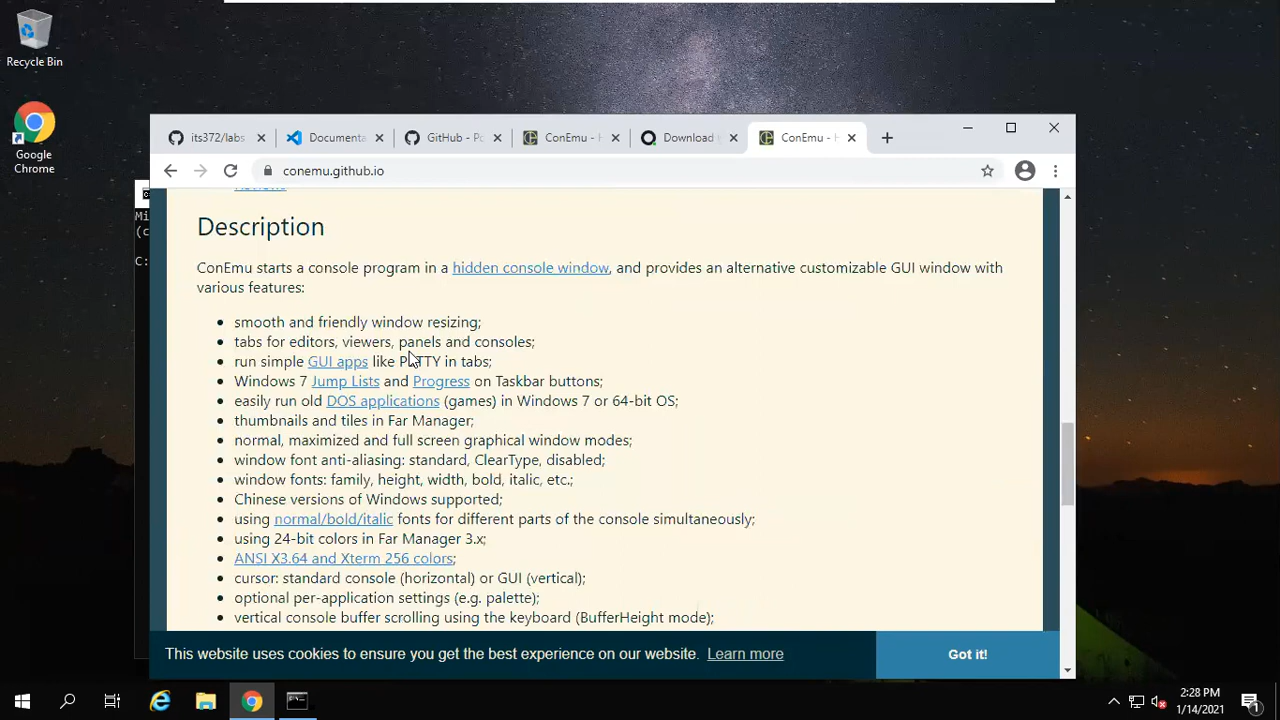 Recycle Bin
Google
Chrome
its372/labs
Documenta
GitHub - Po
ConEmu - H
Download
ConEmu - H
conemu.github.io
Mi
(c
C:
Description
ConEmu starts a console program in a hidden console window, and provides an alternative customizable GUI window with
various features:
smooth and friendly window resizing;
tabs for editors, viewers, panels and consoles;
run simple GUI apps like PuTTY in tabs;
Windows 7 Jump Lists and Progress on Taskbar buttons;
easily run old DOS applications (games) in Windows 7 or 64-bit OS;
thumbnails and tiles in Far Manager;
normal, maximized and full screen graphical window modes;
window font anti-aliasing: standard, ClearType, disabled;
window fonts: family, height, width, bold, italic, etc.;
Chinese versions of Windows supported;
using normal/bold/italic fonts for different parts of the console simultaneously;
using 24-bit colors in Far Manager 3.x;
ANSI X3.64 and Xterm 256 colors;
cursor: standard console (horizontal) or GUI (vertical);
optional per-application settings (e.g. palette);
vertical console buffer scrolling using the keyboard (BufferHeight mode);
This website uses cookies to ensure you get the best experience on our website. Learn more
Got it!
2:28 PM
1/14/2021
1